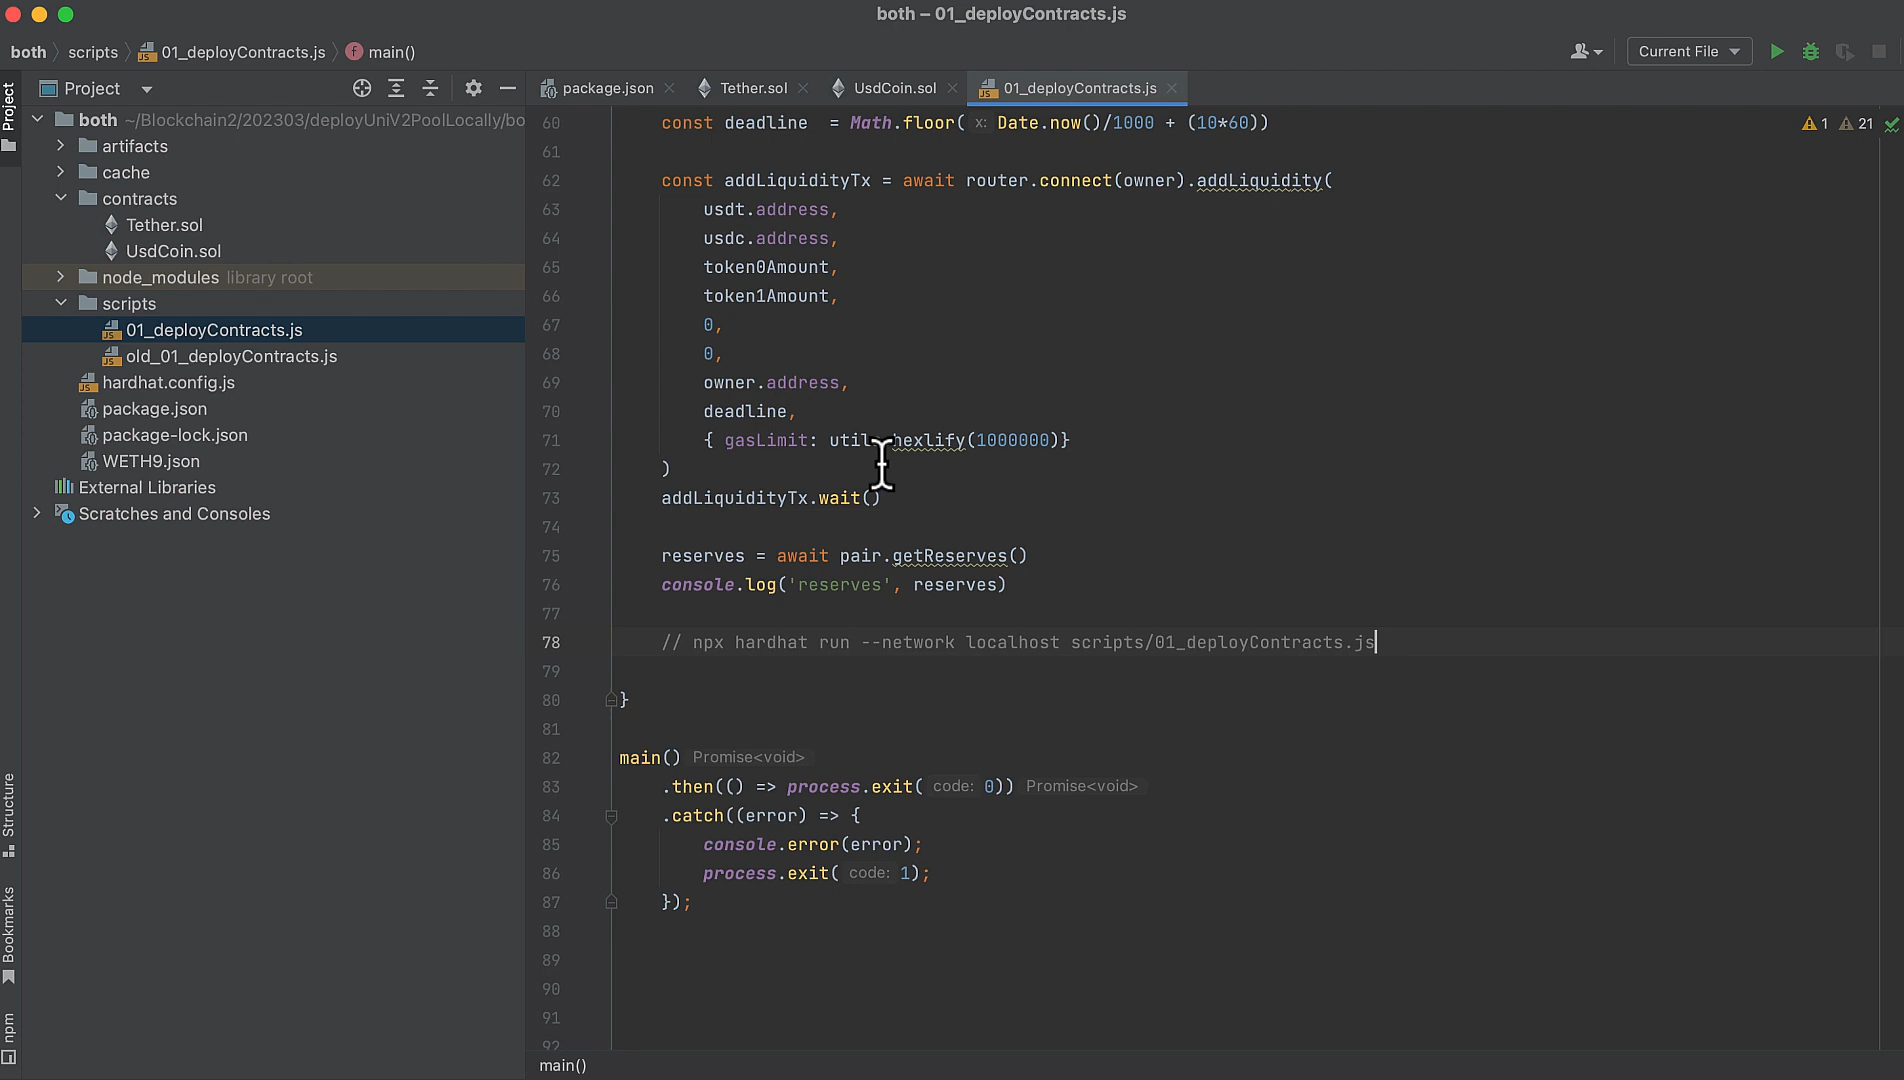 both – 01_deployContracts.js
both scripts 01_deployContracts.js main()
Current File
Project
package.json Tether.sol UsdCoin.sol 01_deployContracts.js
Project
both ~/Blockchain2/202303/deployUniV2PoolLocally/bo
artifacts
cache
contracts
Tether.sol
UsdCoin.sol
node_modules library root
scripts
01_deployContracts.js
old_01_deployContracts.js
hardhat.config.js
package.json
package-lock.json
WETH9.json
External Libraries
Scratches and Consoles
Structure
Bookmarks
npm
1 21
60 const deadline = Math.floor( x: Date.now()/1000 + (10*60))
61
62 const addLiquidityTx = await router.connect(owner).addLiquidity(
63 usdt.address,
64 usdc.address,
65 token0Amount,
66 token1Amount,
67 0,
68 0,
69 owner.address,
70 deadline,
71 { gasLimit: util hexlify(1000000)}
72 )
73 addLiquidityTx.wait()
74
75 reserves = await pair.getReserves()
76 console.log('reserves', reserves)
77
78 // npx hardhat run --network localhost scripts/01_deployContracts.js
79
80 }
81
82 main() Promise<void>
83 .then(() => process.exit( code: 0)) Promise<void>
84 .catch((error) => {
85 console.error(error);
86 process.exit( code: 1);
87 });
88
89
90
91
92
main()